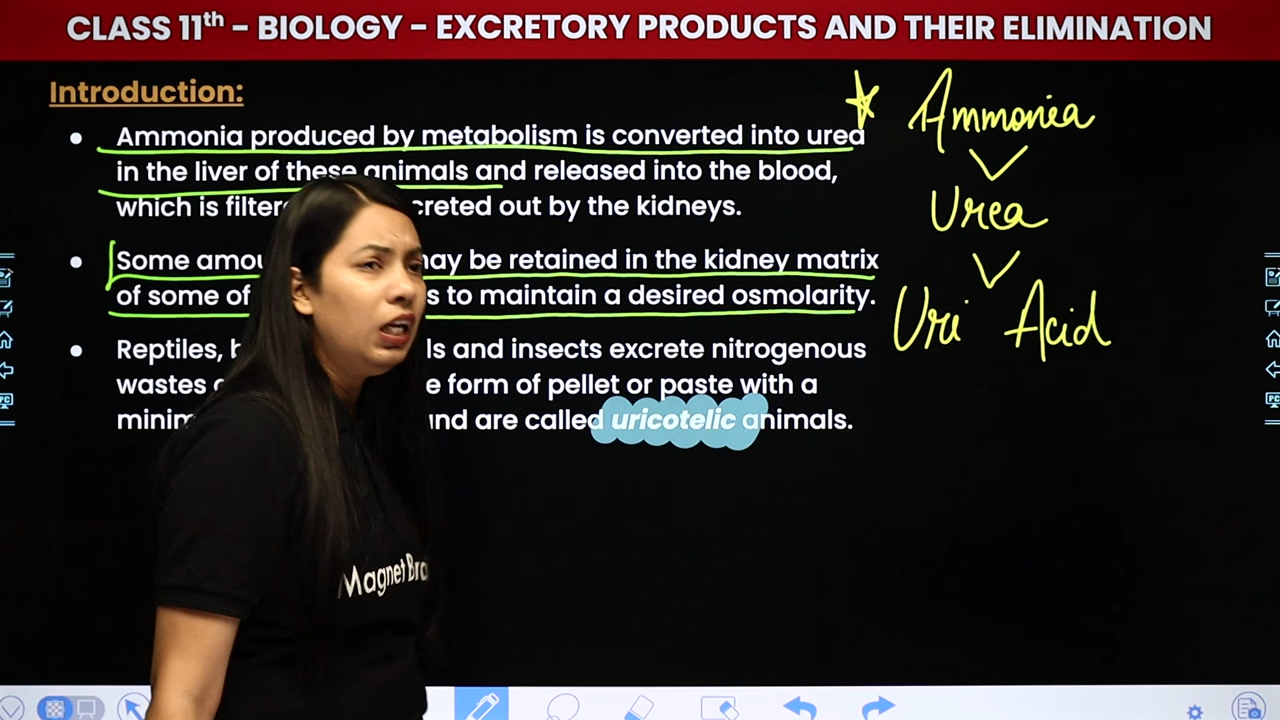 CLASS 11th - BIOLOGY - EXCRETORY PRODUCTS AND THEIR ELIMINATION
Introduction:
• Ammonia produced by metabolism is converted into urea
in the liver of these animals and released into the blood,
which is filter creted out by the kidneys.
• Some amou may be retained in the kidney matrix
of some of s to maintain a desired osmolarity.
• Reptiles, b ls and insects excrete nitrogenous
wastes e form of pellet or paste with a
minim and are called uricotelic animals.
Ammonia
Urea
Uri Acid
Magnet Bra
PC
PC